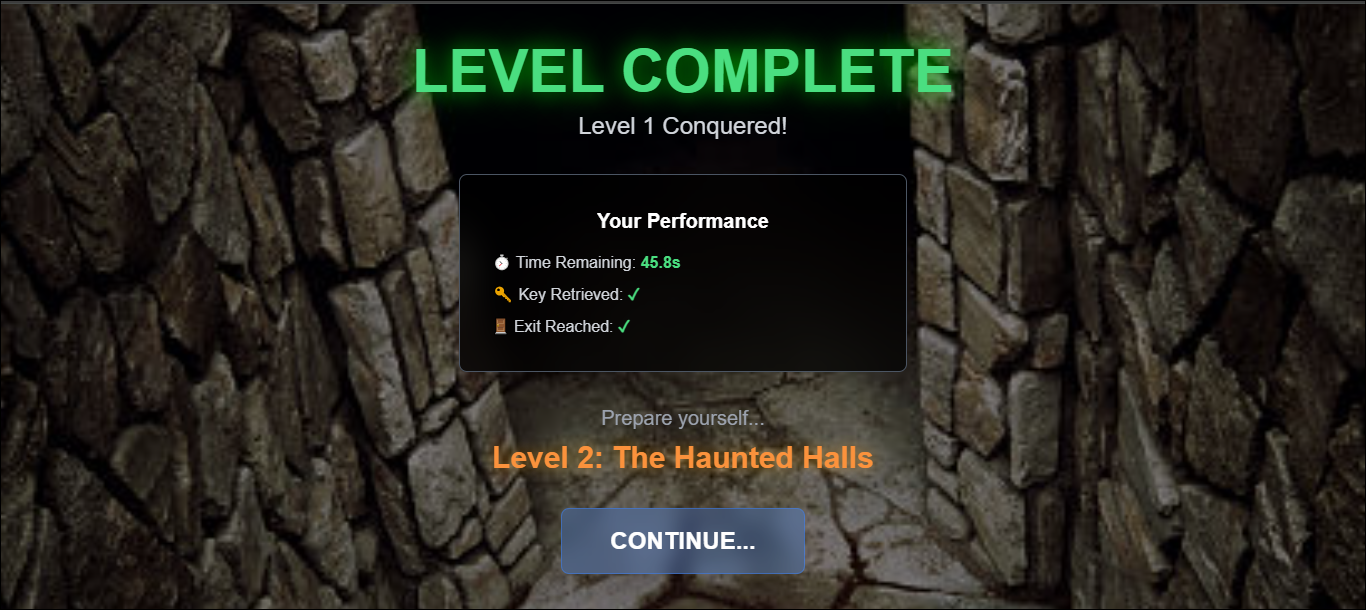 LEVEL COMPLETE
Level 1 Conquered!
Your Performance
Time Remaining: 45.8s
Key Retrieved: ✓
Exit Reached: ✓
Prepare yourself...
Level 2: The Haunted Halls
CONTINUE...